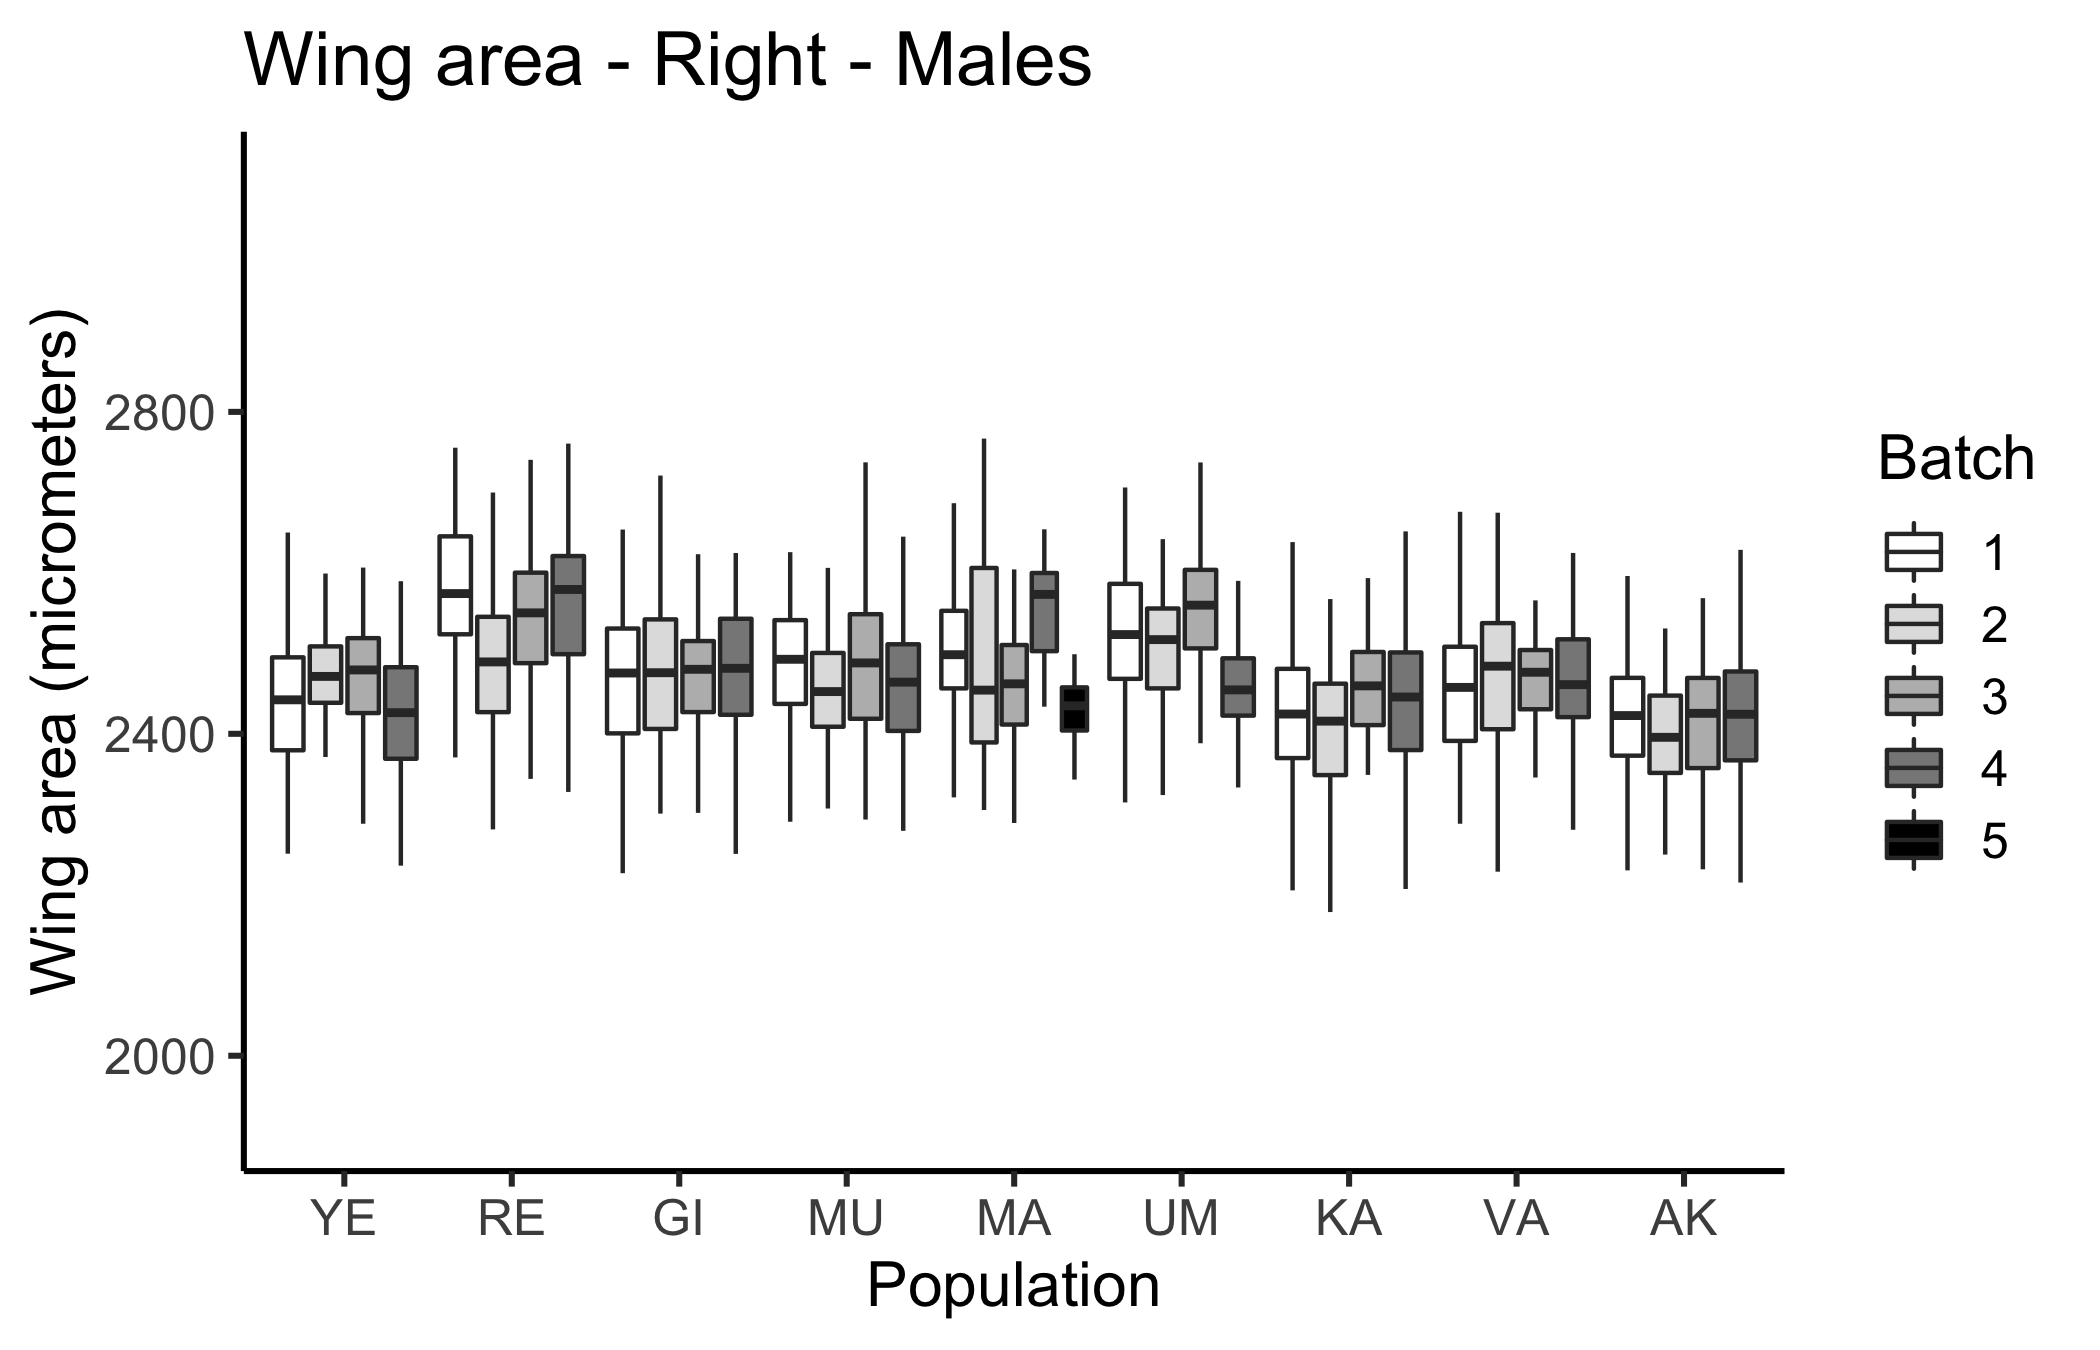 Wing area - Right - Males
Wing area (micrometers)
2800
2400
2000
YE RE GI MU MA UM KA VA AK
Population
Batch
1
2
3
4
5